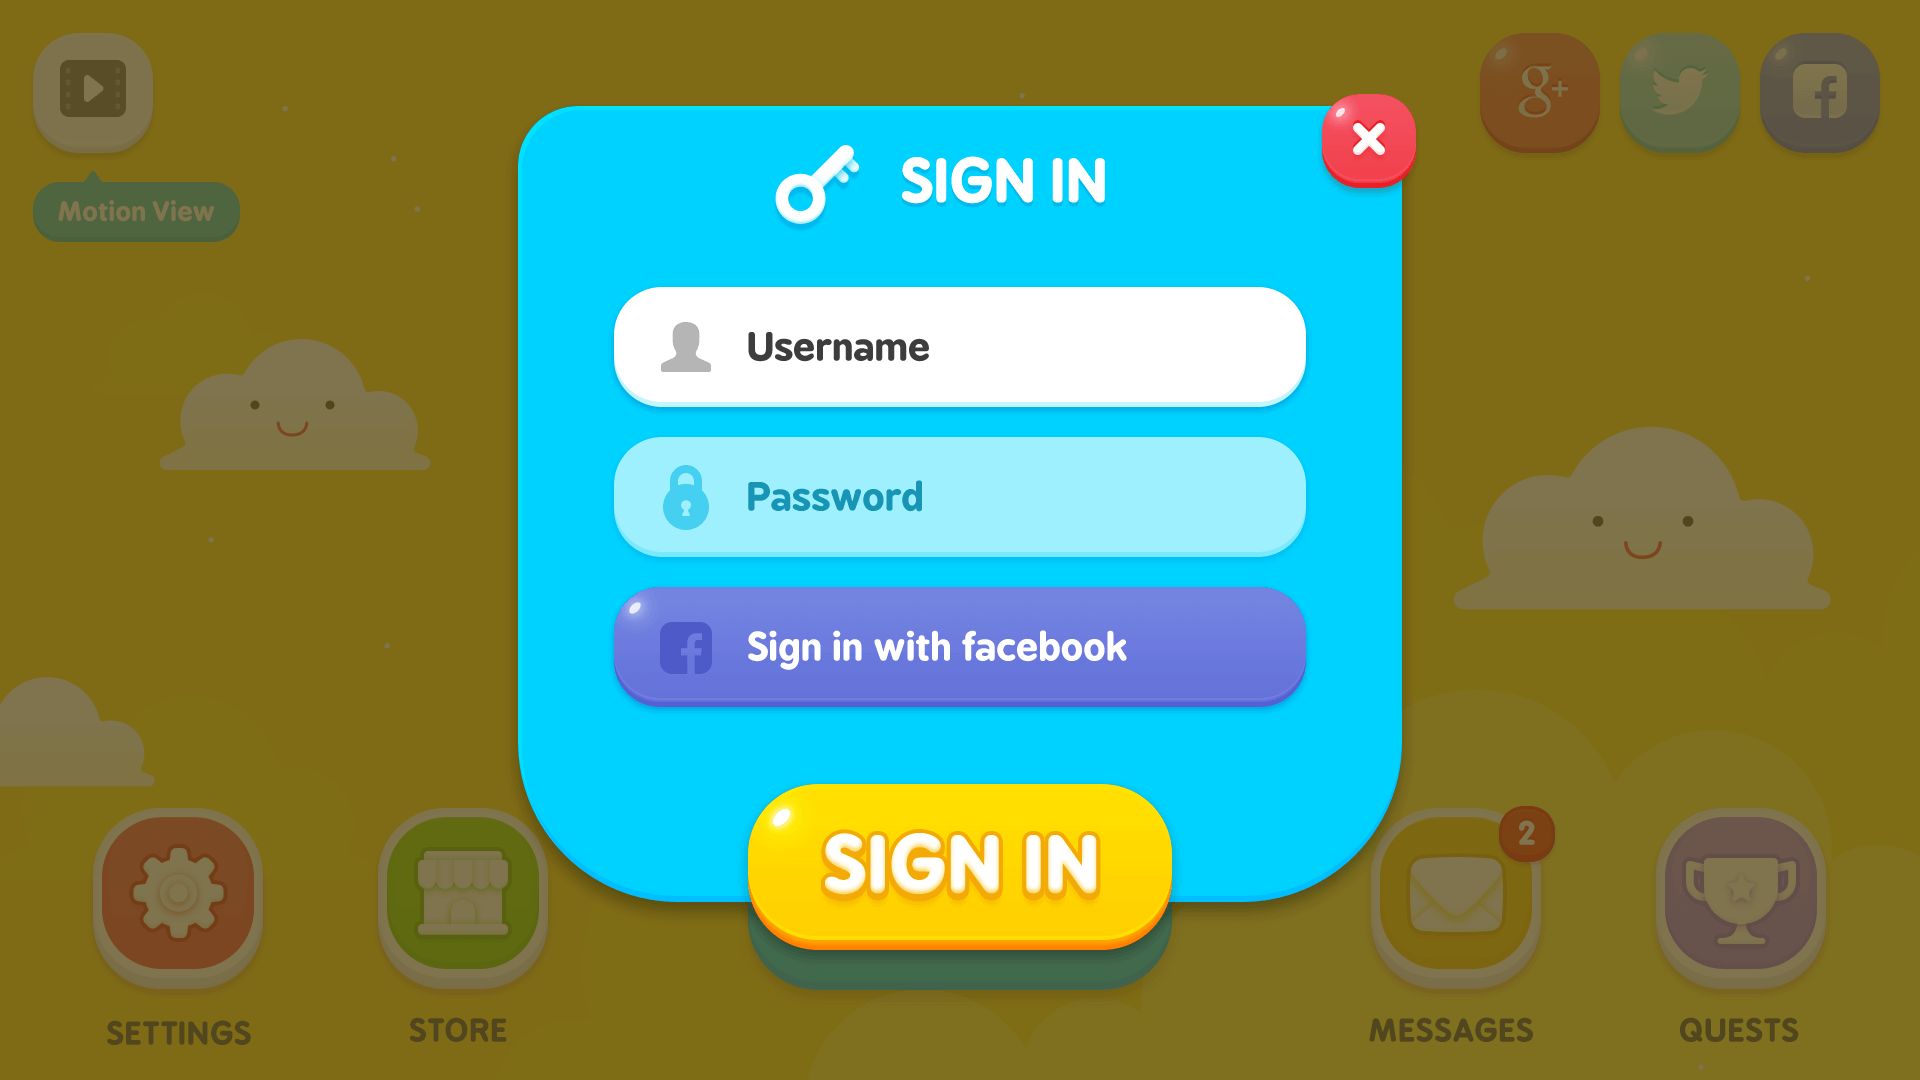 g+
Motion View
SIGN IN
Username
Password
Sign in with facebook
SIGN IN
2
SETTINGS
STORE
MESSAGES
QUESTS